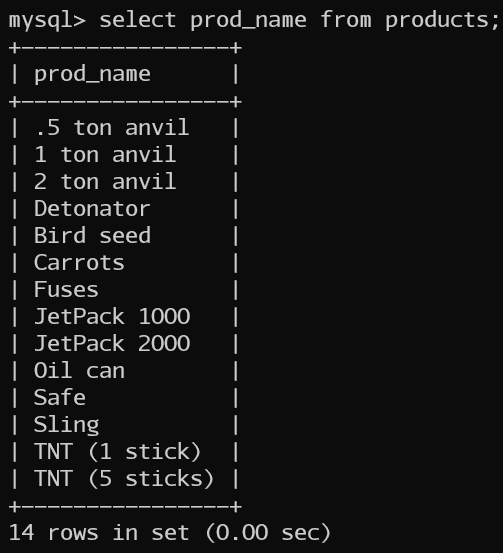 mysql> select prod_name from products;
+----------------+
| prod_name      |
+----------------+
| .5 ton anvil   |
| 1 ton anvil    |
| 2 ton anvil    |
| Detonator      |
| Bird seed      |
| Carrots        |
| Fuses          |
| JetPack 1000   |
| JetPack 2000   |
| Oil can        |
| Safe           |
| Sling          |
| TNT (1 stick)  |
| TNT (5 sticks) |
+----------------+
14 rows in set (0.00 sec)